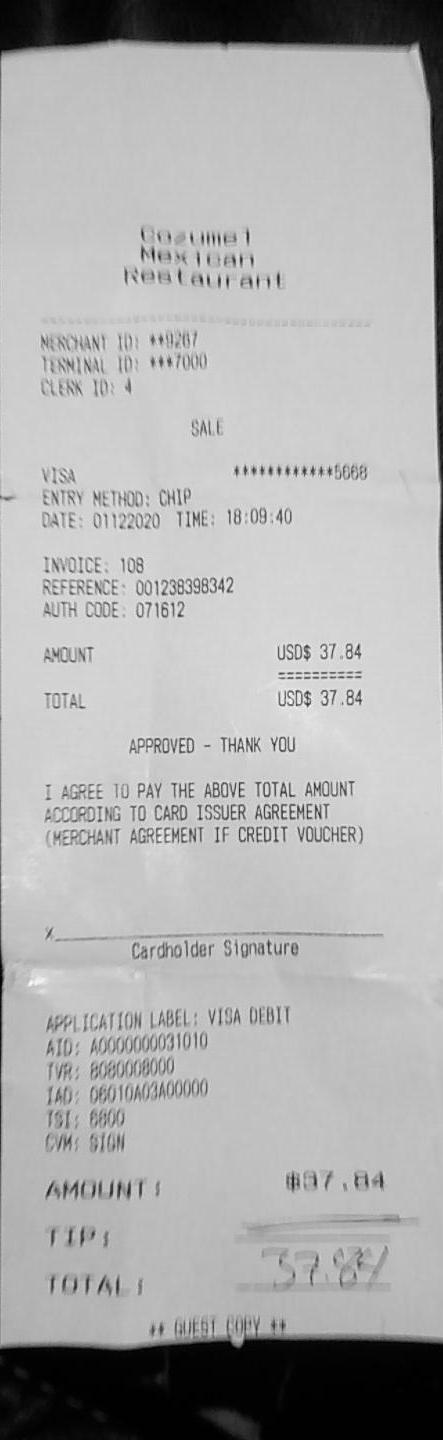 Cozumel
Mexican
Restaurant
MERCHANT ID: **9267
TERMINAL ID: ***7000
CLERK ID: 4
SALE
VISA ************5668
ENTRY METHOD: CHIP
DATE: 01122020 TIME: 18:09:40
INVOICE: 108
REFERENCE: 001238398342
AUTH CODE: 071612
AMOUNT USD$ 37.84
==========
TOTAL USD$ 37.84
APPROVED - THANK YOU
I AGREE TO PAY THE ABOVE TOTAL AMOUNT
ACCORDING TO CARD ISSUER AGREEMENT
(MERCHANT AGREEMENT IF CREDIT VOUCHER)
X
Cardholder Signature
APPLICATION LABEL: VISA DEBIT
AID: A0000000031010
TVR: 8080008000
IAD: 06010A03A00000
TSI: 6800
CVM: SIGN
AMOUNT: $37.84
TIP:
TOTAL: 37.84
** GUEST COPY **